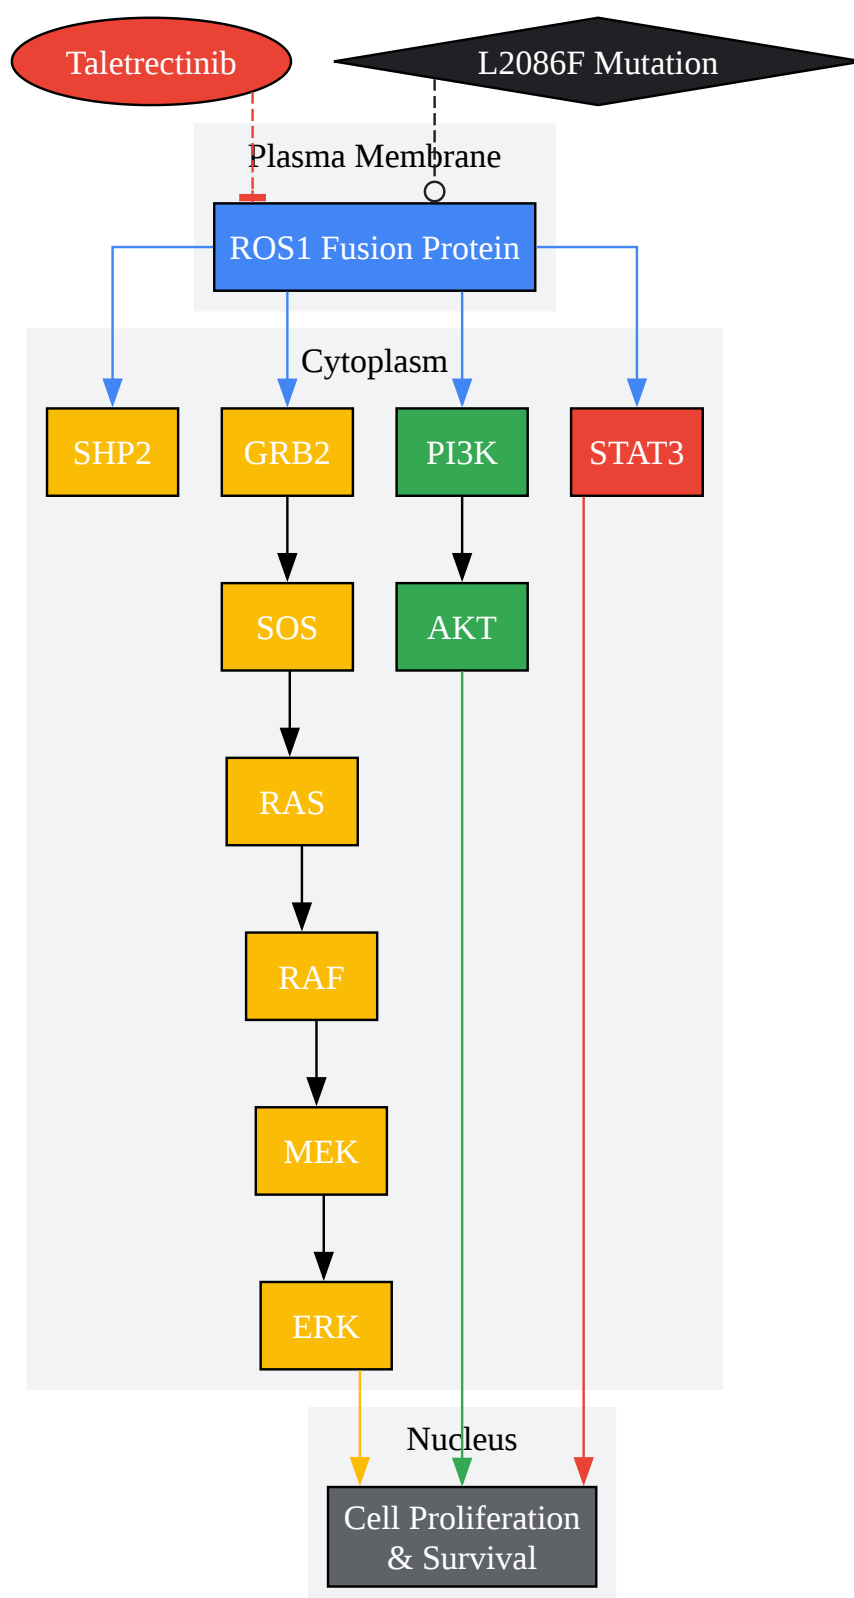 Taletrectinib
L2086F Mutation
Plasma Membrane
ROS1 Fusion Protein
Cytoplasm
SHP2
GRB2
PI3K
STAT3
SOS
AKT
RAS
RAF
MEK
ERK
Nucleus
Cell Proliferation
& Survival